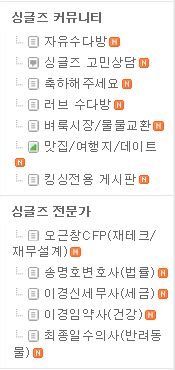 싱글즈 커뮤니티
자유수다방 N
싱글즈 고민상담 N
축하해주세요 N
러브 수다방 N
벼룩시장/물물교환 N
맛집/여행지/데이트
N
킹싱전용 게시판 N
싱글즈 전문가
오근창CFP(재테크/
재무설계) N
송명호변호사(법률) N
이경신세무사(세금) N
이경임약사(건강) N
최종일수의사(반려동
물) N